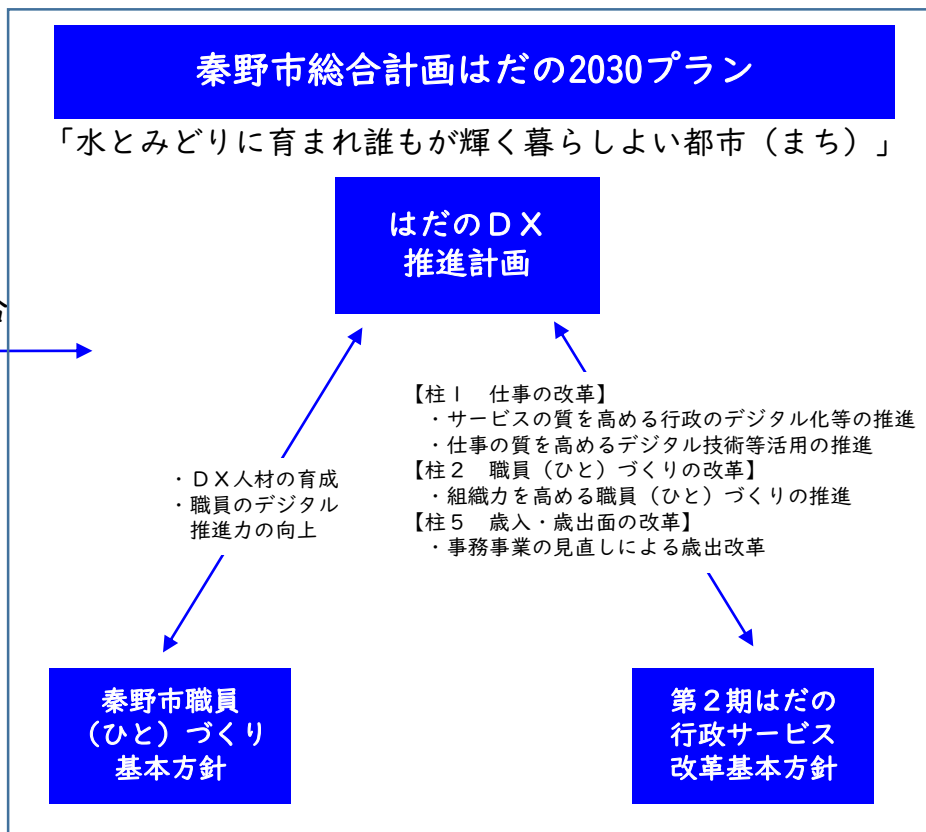 秦野市総合計画はだの2030プラン
「水とみどりに育まれ誰もが輝く暮らしよい都市（まち）」
はだのＤＸ
推進計画
【柱１　仕事の改革】
・サービスの質を高める行政のデジタル化等の推進
・仕事の質を高めるデジタル技術等活用の推進
【柱２　職員（ひと）づくりの改革】
・組織力を高める職員（ひと）づくりの推進
【柱５　歳入・歳出面の改革】
・事務事業の見直しによる歳出改革
・ＤＸ人材の育成
・職員のデジタル
推進力の向上
秦野市職員
（ひと）づくり
基本方針
第２期はだの
行政サービス
改革基本方針